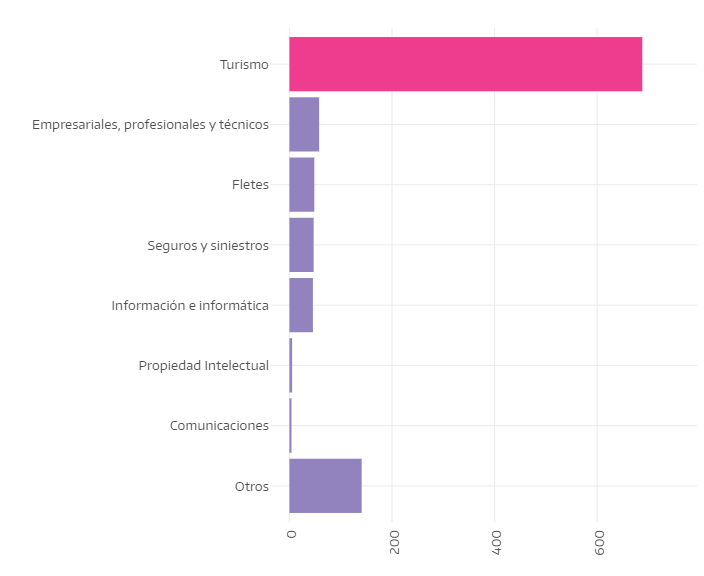 Turismo
Empresariales, profesionales y técnicos
Fletes
Seguros y siniestros
Información e informática
Propiedad Intelectual
Comunicaciones
Otros
0
200
400
600